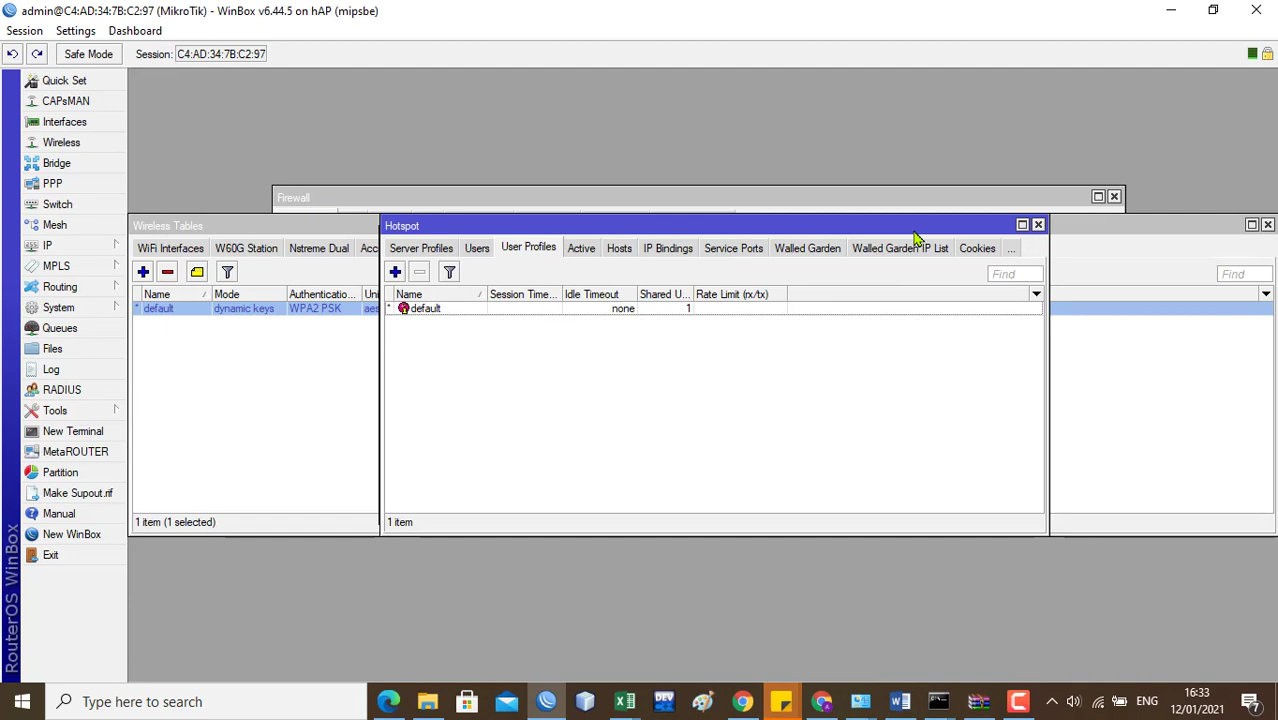 admin@C4:AD:34:7B:C2:97 (MikroTik) - WinBox v6.44.5 on hAP (mipsbe)
Session Settings Dashboard
Safe Mode Session: C4:AD:34:7B:C2:97
Quick Set
CAPsMAN
Interfaces
Wireless
Bridge
PPP
Switch
Mesh
IP
MPLS
Routing
System
Queues
Files
Log
RADIUS
Tools
New Terminal
MetaROUTER
Partition
Make Supout.rif
Manual
New WinBox
Exit
RouterOS WinBox
Firewall
Wireless Tables
WiFi Interfaces W60G Station Nstreme Dual Acc
Name Mode Authenticatio... Uni
* default dynamic keys WPA2 PSK aes
1 item (1 selected)
Hotspot
Server Profiles Users User Profiles Active Hosts IP Bindings Service Ports Walled Garden Walled Garden IP List Cookies ...
Find
Name Session Time... Idle Timeout Shared U... Rate Limit (rx/tx)
* default none 1
1 item
Find
Type here to search
DEV
ENG
16:33
12/01/2021
7